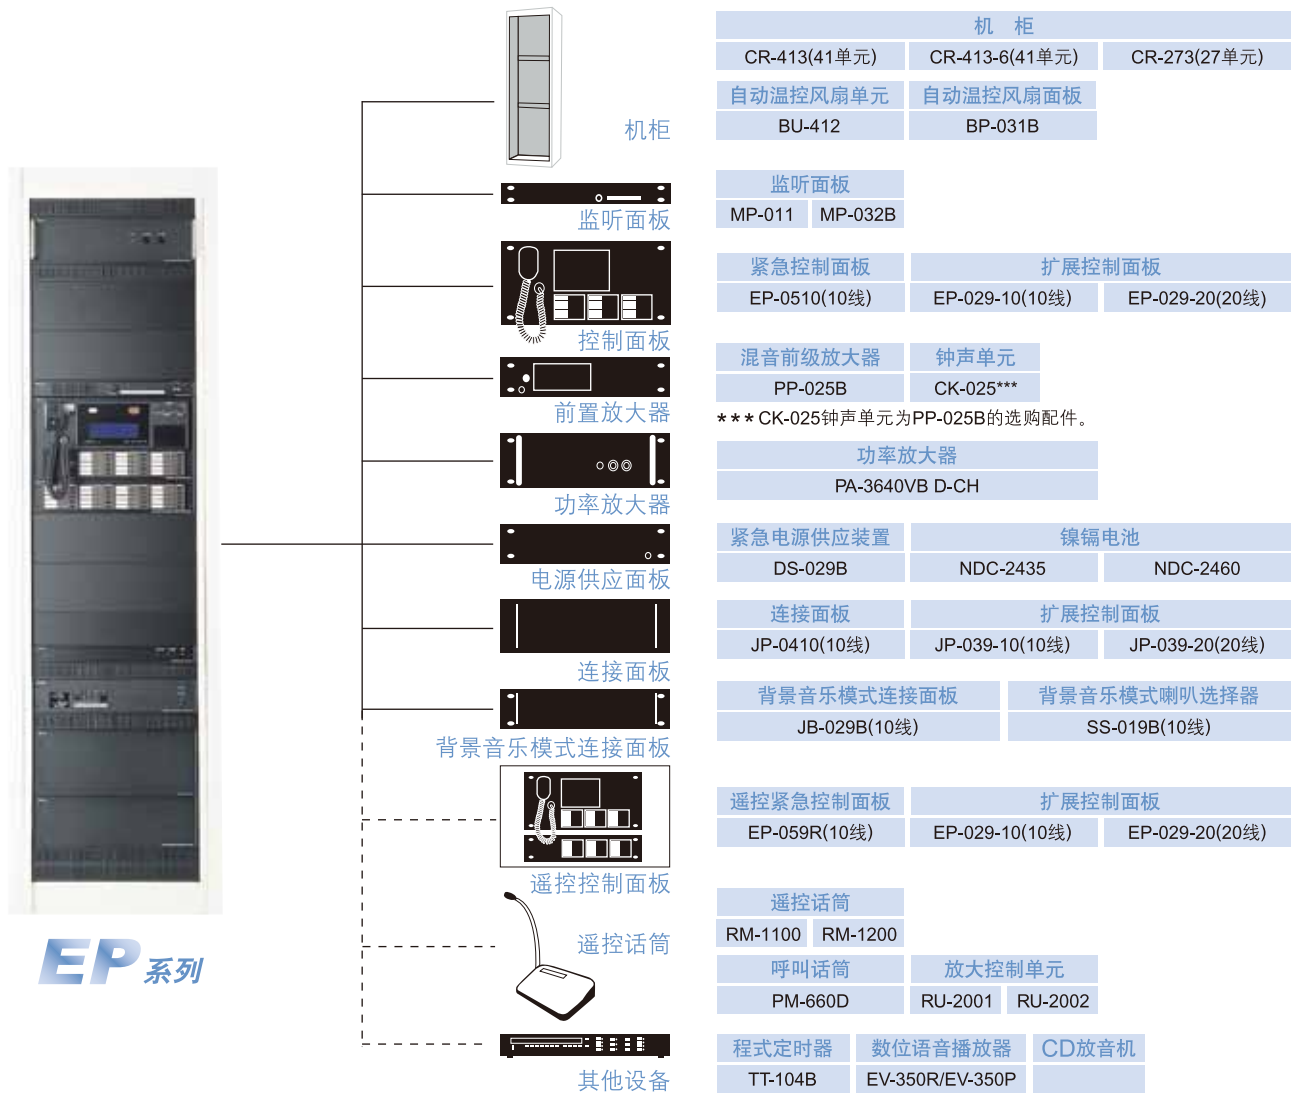 机 柜
CR-413(41单元) CR-413-6(41单元) CR-273(27单元)
自动温控风扇单元 自动温控风扇面板
BU-412 BP-031B
机柜
监听面板
MP-011 MP-032B
监听面板
紧急控制面板 扩展控制面板
EP-0510(10线) EP-029-10(10线) EP-029-20(20线)
控制面板
混音前级放大器 钟声单元
PP-025B CK-025***
***CK-025钟声单元为PP-025B的选购配件。
前置放大器
功率放大器
PA-3640VB D-CH
功率放大器
紧急电源供应装置 镍镉电池
DS-029B NDC-2435 NDC-2460
电源供应面板
连接面板 扩展控制面板
JP-0410(10线) JP-039-10(10线) JP-039-20(20线)
连接面板
背景音乐模式连接面板 背景音乐模式喇叭选择器
JB-029B(10线) SS-019B(10线)
背景音乐模式连接面板
遥控紧急控制面板 扩展控制面板
EP-059R(10线) EP-029-10(10线) EP-029-20(20线)
遥控控制面板
遥控话筒
RM-1100 RM-1200
遥控话筒
呼叫话筒 放大控制单元
PM-660D RU-2001 RU-2002
EP系列
程式定时器 数位语音播放器 CD放音机
TT-104B EV-350R/EV-350P
其他设备